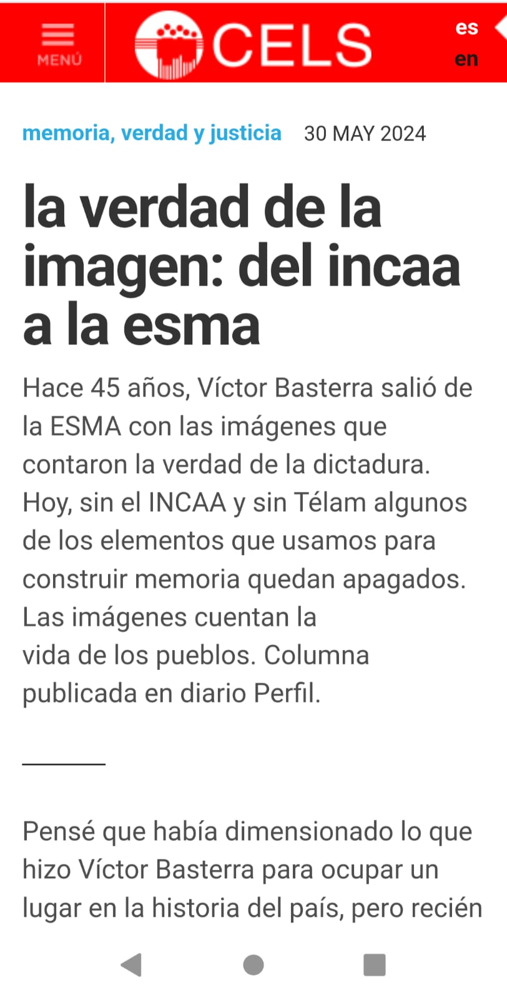 MENÚ
CELS
es
en
memoria, verdad y justicia 30 MAY 2024
la verdad de la
imagen: del incaa
a la esma
Hace 45 años, Víctor Basterra salió de
la ESMA con las imágenes que
contaron la verdad de la dictadura.
Hoy, sin el INCAA y sin Télam algunos
de los elementos que usamos para
construir memoria quedan apagados.
Las imágenes cuentan la
vida de los pueblos. Columna
publicada en diario Perfil.
Pensé que había dimensionado lo que
hizo Víctor Basterra para ocupar un
lugar en la historia del país, pero recién